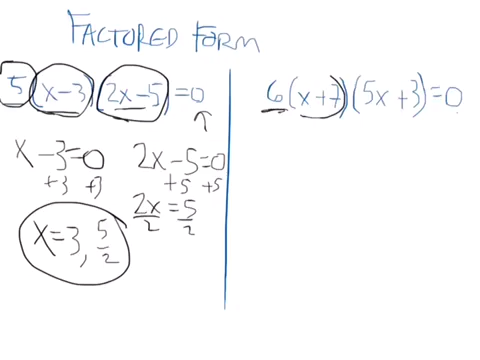 FACTORED FORM
5(x-3)(2x-5)=0
x-3=0
+3 +3
2x-5=0
+5 +5
2x=5
2 2
x=3, 5/2
6(x+7)(5x+3)=0